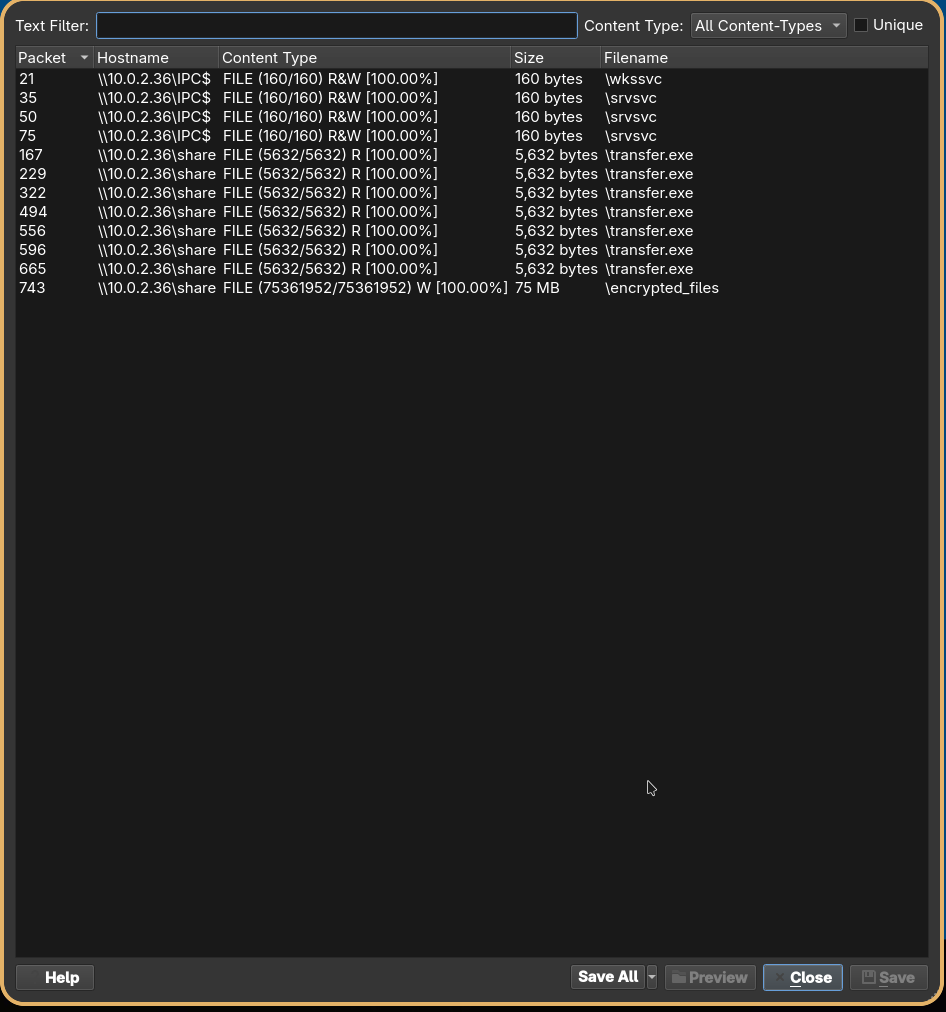 Text Filter: Content Type: All Content-Types Unique
Packet Hostname Content Type Size Filename
21 \\10.0.2.36\IPC$ FILE (160/160) R&W [100.00%] 160 bytes \wkssvc
35 \\10.0.2.36\IPC$ FILE (160/160) R&W [100.00%] 160 bytes \srvsvc
50 \\10.0.2.36\IPC$ FILE (160/160) R&W [100.00%] 160 bytes \srvsvc
75 \\10.0.2.36\IPC$ FILE (160/160) R&W [100.00%] 160 bytes \srvsvc
167 \\10.0.2.36\share FILE (5632/5632) R [100.00%] 5,632 bytes \transfer.exe
229 \\10.0.2.36\share FILE (5632/5632) R [100.00%] 5,632 bytes \transfer.exe
322 \\10.0.2.36\share FILE (5632/5632) R [100.00%] 5,632 bytes \transfer.exe
494 \\10.0.2.36\share FILE (5632/5632) R [100.00%] 5,632 bytes \transfer.exe
556 \\10.0.2.36\share FILE (5632/5632) R [100.00%] 5,632 bytes \transfer.exe
596 \\10.0.2.36\share FILE (5632/5632) R [100.00%] 5,632 bytes \transfer.exe
665 \\10.0.2.36\share FILE (5632/5632) R [100.00%] 5,632 bytes \transfer.exe
743 \\10.0.2.36\share FILE (75361952/75361952) W [100.00%] 75 MB \encrypted_files
Help Save All Preview Close Save